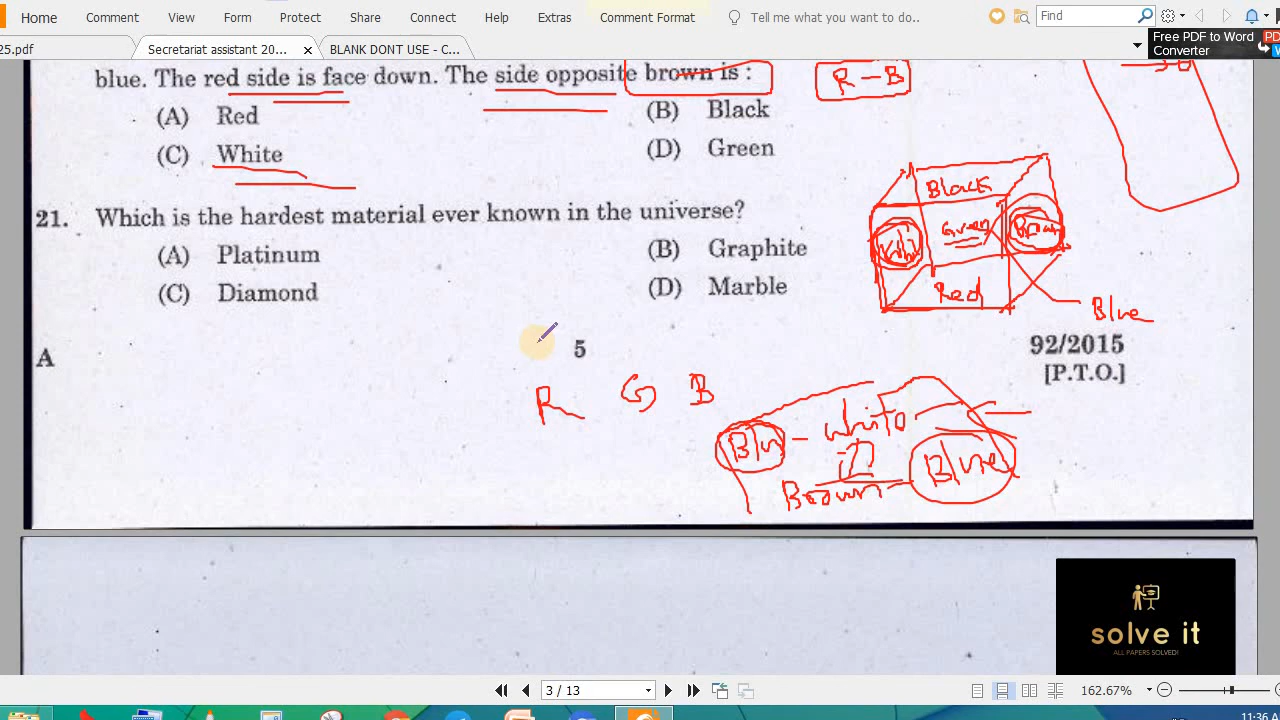 Home Comment View Form Protect Share Connect Help Extras Comment Format Tell me what you want to do.. Find
25.pdf Secretariat assistant 20... × BLANK DONT USE - C...
Free PDF to Word
Converter
blue. The red side is face down. The side opposite brown is : R - B
(A) Red (B) Black
(C) White (D) Green
Black
Green
Red
Blue
21. Which is the hardest material ever known in the universe?
(A) Platinum (B) Graphite
(C) Diamond (D) Marble
A 5 92/2015
[P.T.O.]
R G B
Brown
solve it
ALL PAPERS SOLVED!
3 / 13 162.67%
11:36 A